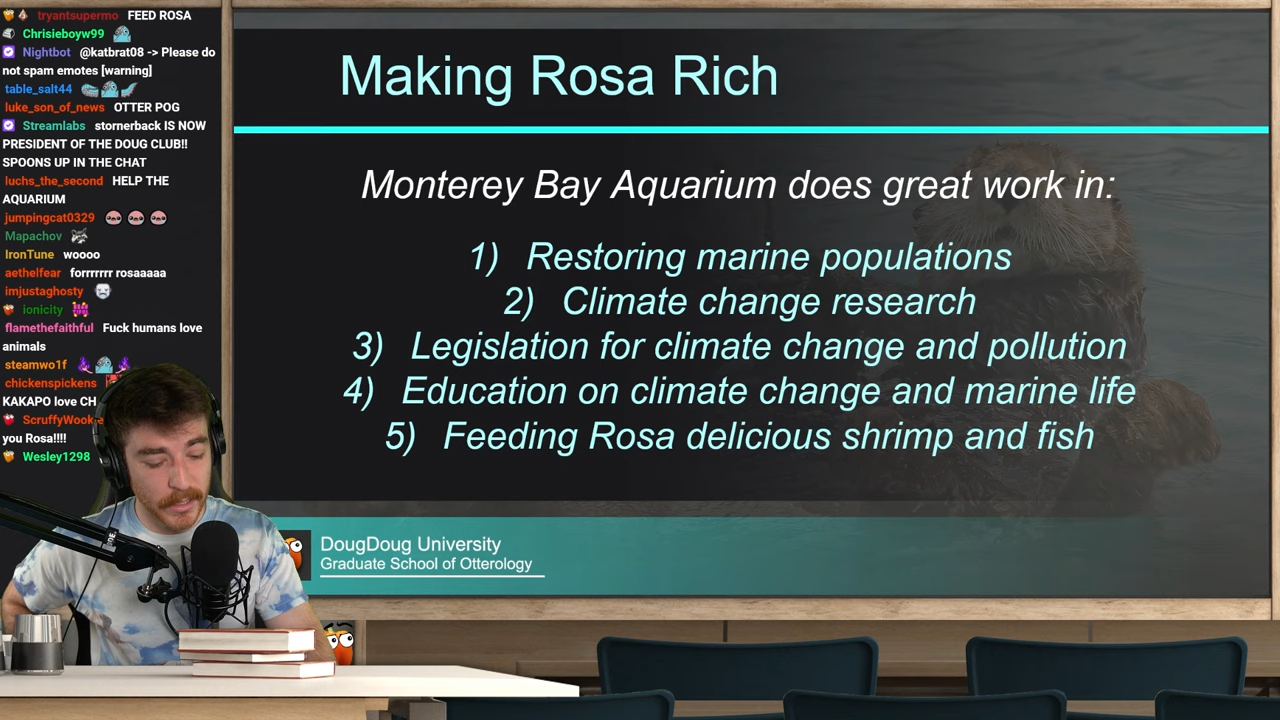 tryantsupermo FEED ROSA
Chrisieboyw99
Nightbot @katbrat08 -> Please do
not spam emotes [warning]
table_salt44
luke_son_of_news OTTER POG
Streamlabs stornerback IS NOW
PRESIDENT OF THE DOUG CLUB!!
SPOONS UP IN THE CHAT
luchs_the_second HELP THE
AQUARIUM
jumpingcat0329
Mapachov
IronTune woooo
aethelfear forrrrrrr rosaaaaa
imjustaghosty
ionicity
flamethefaithful Fuck humans love
animals
steamwo1f
chickenspickens
KAKAPO love CH
you Rosa!!!!
Wesley1298
Making Rosa Rich
Monterey Bay Aquarium does great work in:
1) Restoring marine populations
2) Climate change research
3) Legislation for climate change and pollution
4) Education on climate change and marine life
5) Feeding Rosa delicious shrimp and fish
DougDoug University
Graduate School of Otterology